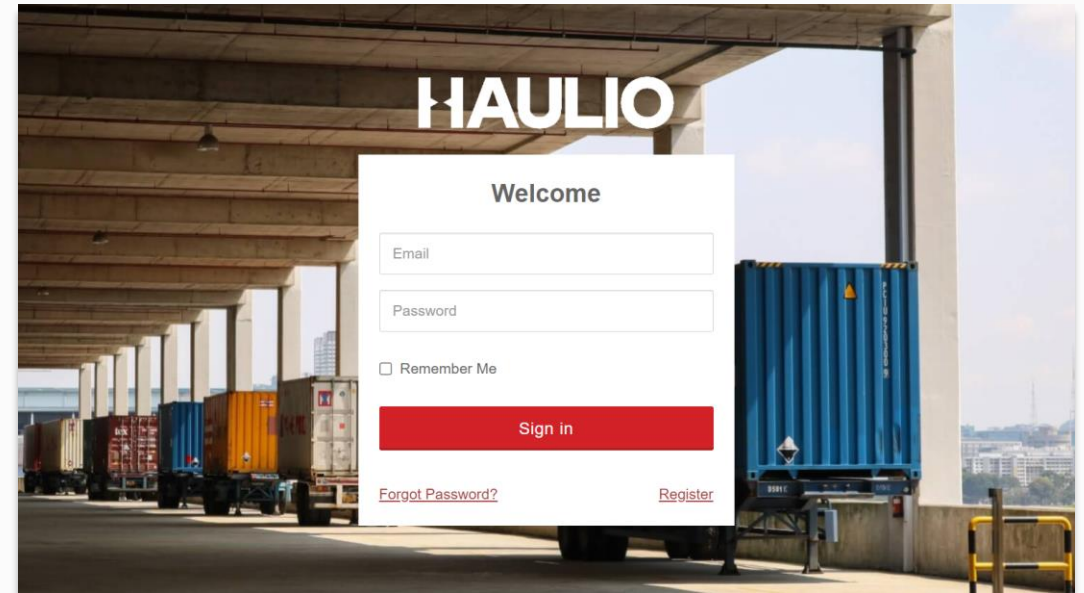 HAULIO
Welcome
Email
Password
Remember Me
Sign in
Forgot Password?
Register